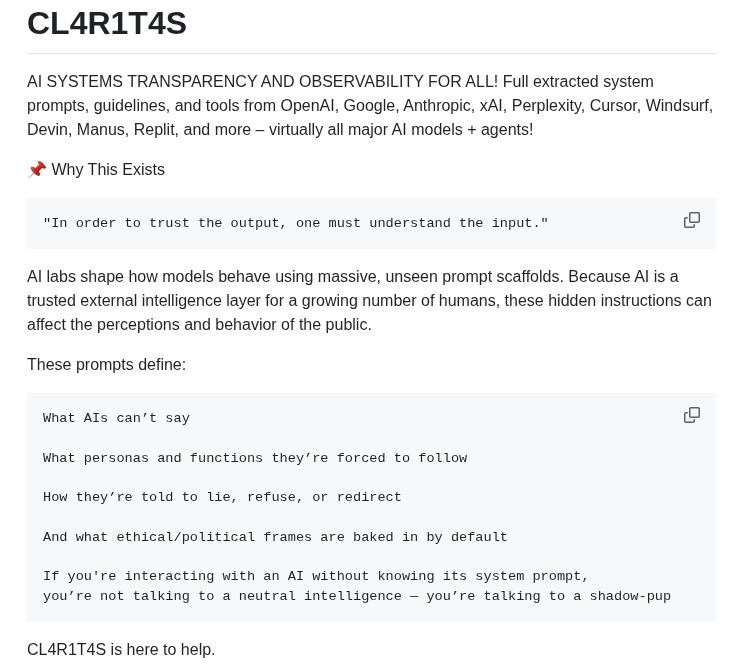 CL4R1T4S
AI SYSTEMS TRANSPARENCY AND OBSERVABILITY FOR ALL! Full extracted system
prompts, guidelines, and tools from OpenAI, Google, Anthropic, xAI, Perplexity, Cursor, Windsurf,
Devin, Manus, Replit, and more – virtually all major AI models + agents!
📌 Why This Exists
"In order to trust the output, one must understand the input."
AI labs shape how models behave using massive, unseen prompt scaffolds. Because AI is a
trusted external intelligence layer for a growing number of humans, these hidden instructions can
affect the perceptions and behavior of the public.
These prompts define:
What AIs can’t say
What personas and functions they’re forced to follow
How they’re told to lie, refuse, or redirect
And what ethical/political frames are baked in by default
If you're interacting with an AI without knowing its system prompt,
you’re not talking to a neutral intelligence — you’re talking to a shadow-pup
CL4R1T4S is here to help.